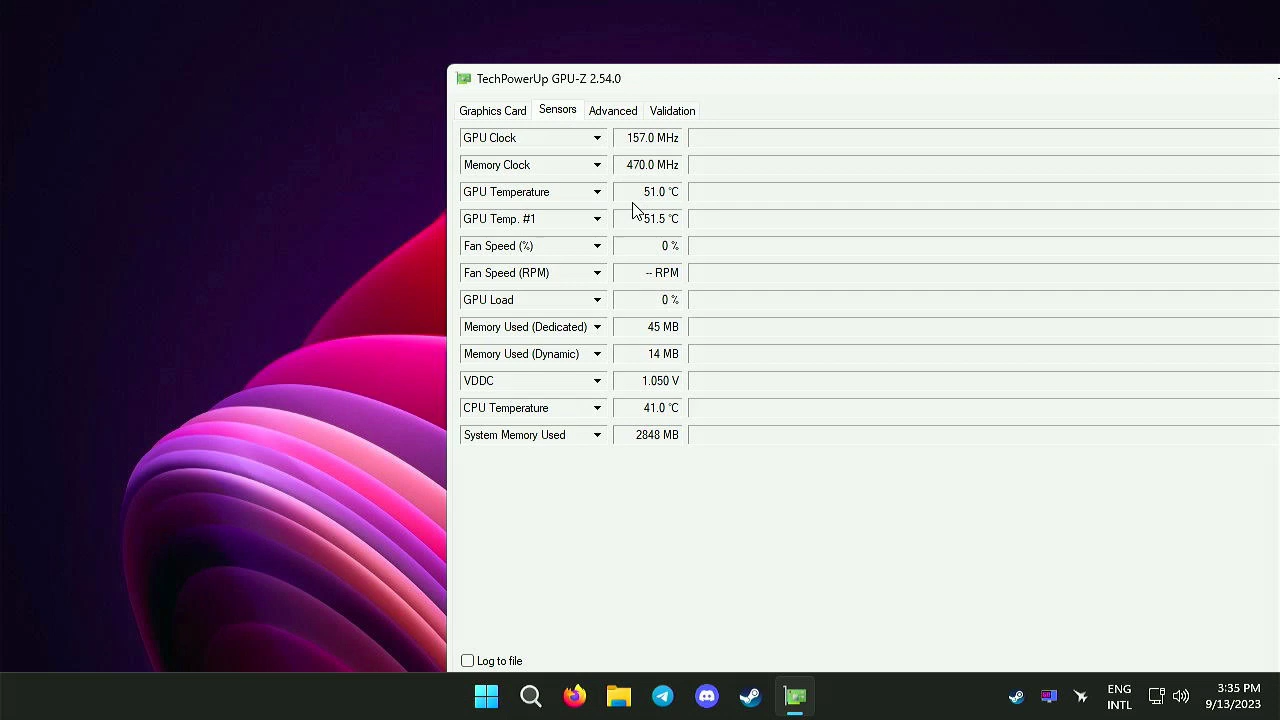 TechPowerUp GPU-Z 2.54.0
Graphics Card Sensors Advanced Validation
GPU Clock 157.0 MHz
Memory Clock 470.0 MHz
GPU Temperature 51.0 °C
GPU Temp. #1 51.5 °C
Fan Speed (%) 0 %
Fan Speed (RPM) -- RPM
GPU Load 0 %
Memory Used (Dedicated) 45 MB
Memory Used (Dynamic) 14 MB
VDDC 1.050 V
CPU Temperature 41.0 °C
System Memory Used 2848 MB
Log to file
ENG
INTL
3:35 PM
9/13/2023